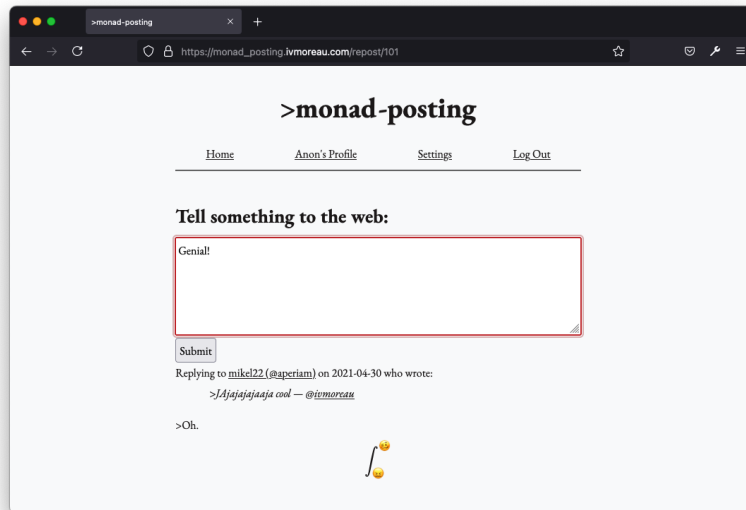 >monad-posting
https://monad_posting.ivmoreau.com/repost/101
>monad-posting
Home Anon's Profile Settings Log Out
Tell something to the web:
Genial!
Submit
Replying to mikel22 (@aperiam) on 2021-04-30 who wrote:
>JAjajajajaaja cool — @ivmoreau
>Oh.
∫